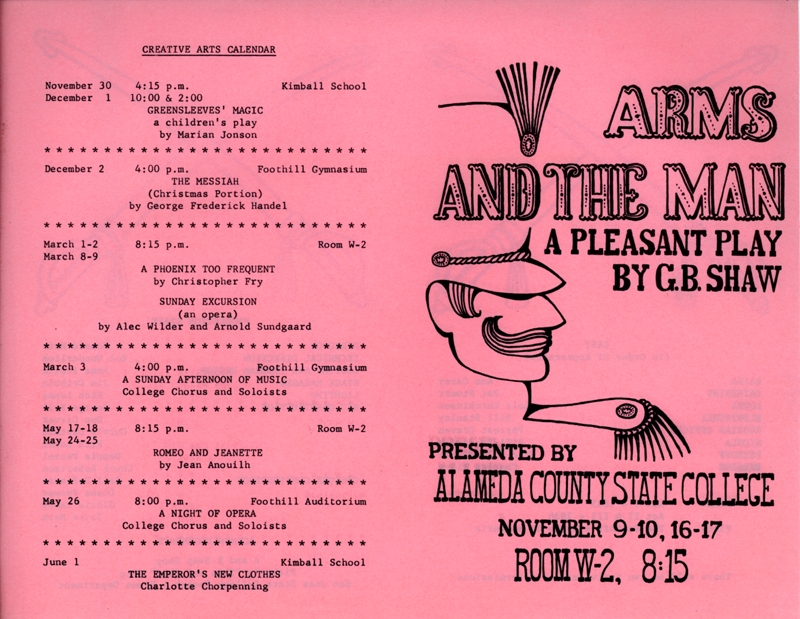 CREATIVE ARTS CALENDAR
November 30 4:15 p.m. Kimball School
December 1 10:00 & 2:00
GREENSLEEVES' MAGIC
a children's play
by Marian Jonson
* * * * * * * * * * * * * * * * * * * * * * * * * * *
December 2 4:00 p.m. Foothill Gymnasium
THE MESSIAH
(Christmas Portion)
by George Frederick Handel
* * * * * * * * * * * * * * * * * * * * * * * * * * *
March 1-2 8:15 p.m. Room W-2
March 8-9
A PHOENIX TOO FREQUENT
by Christopher Fry
SUNDAY EXCURSION
(an opera)
by Alec Wilder and Arnold Sundgaard
* * * * * * * * * * * * * * * * * * * * * * * * * * *
March 3 4:00 p.m. Foothill Gymnasium
A SUNDAY AFTERNOON OF MUSIC
College Chorus and Soloists
* * * * * * * * * * * * * * * * * * * * * * * * * * *
May 17-18 8:15 p.m. Room W-2
May 24-25
ROMEO AND JEANETTE
by Jean Anouilh
* * * * * * * * * * * * * * * * * * * * * * * * * * *
May 26 8:00 p.m. Foothill Auditorium
A NIGHT OF OPERA
College Chorus and Soloists
* * * * * * * * * * * * * * * * * * * * * * * * * * *
June 1 Kimball School
THE EMPEROR'S NEW CLOTHES
Charlotte Chorpenning
ARMS
AND THE MAN
A PLEASANT PLAY
BY G.B. SHAW
PRESENTED BY
ALAMEDA COUNTY STATE COLLEGE
NOVEMBER 9-10, 16-17
ROOM W-2, 8:15